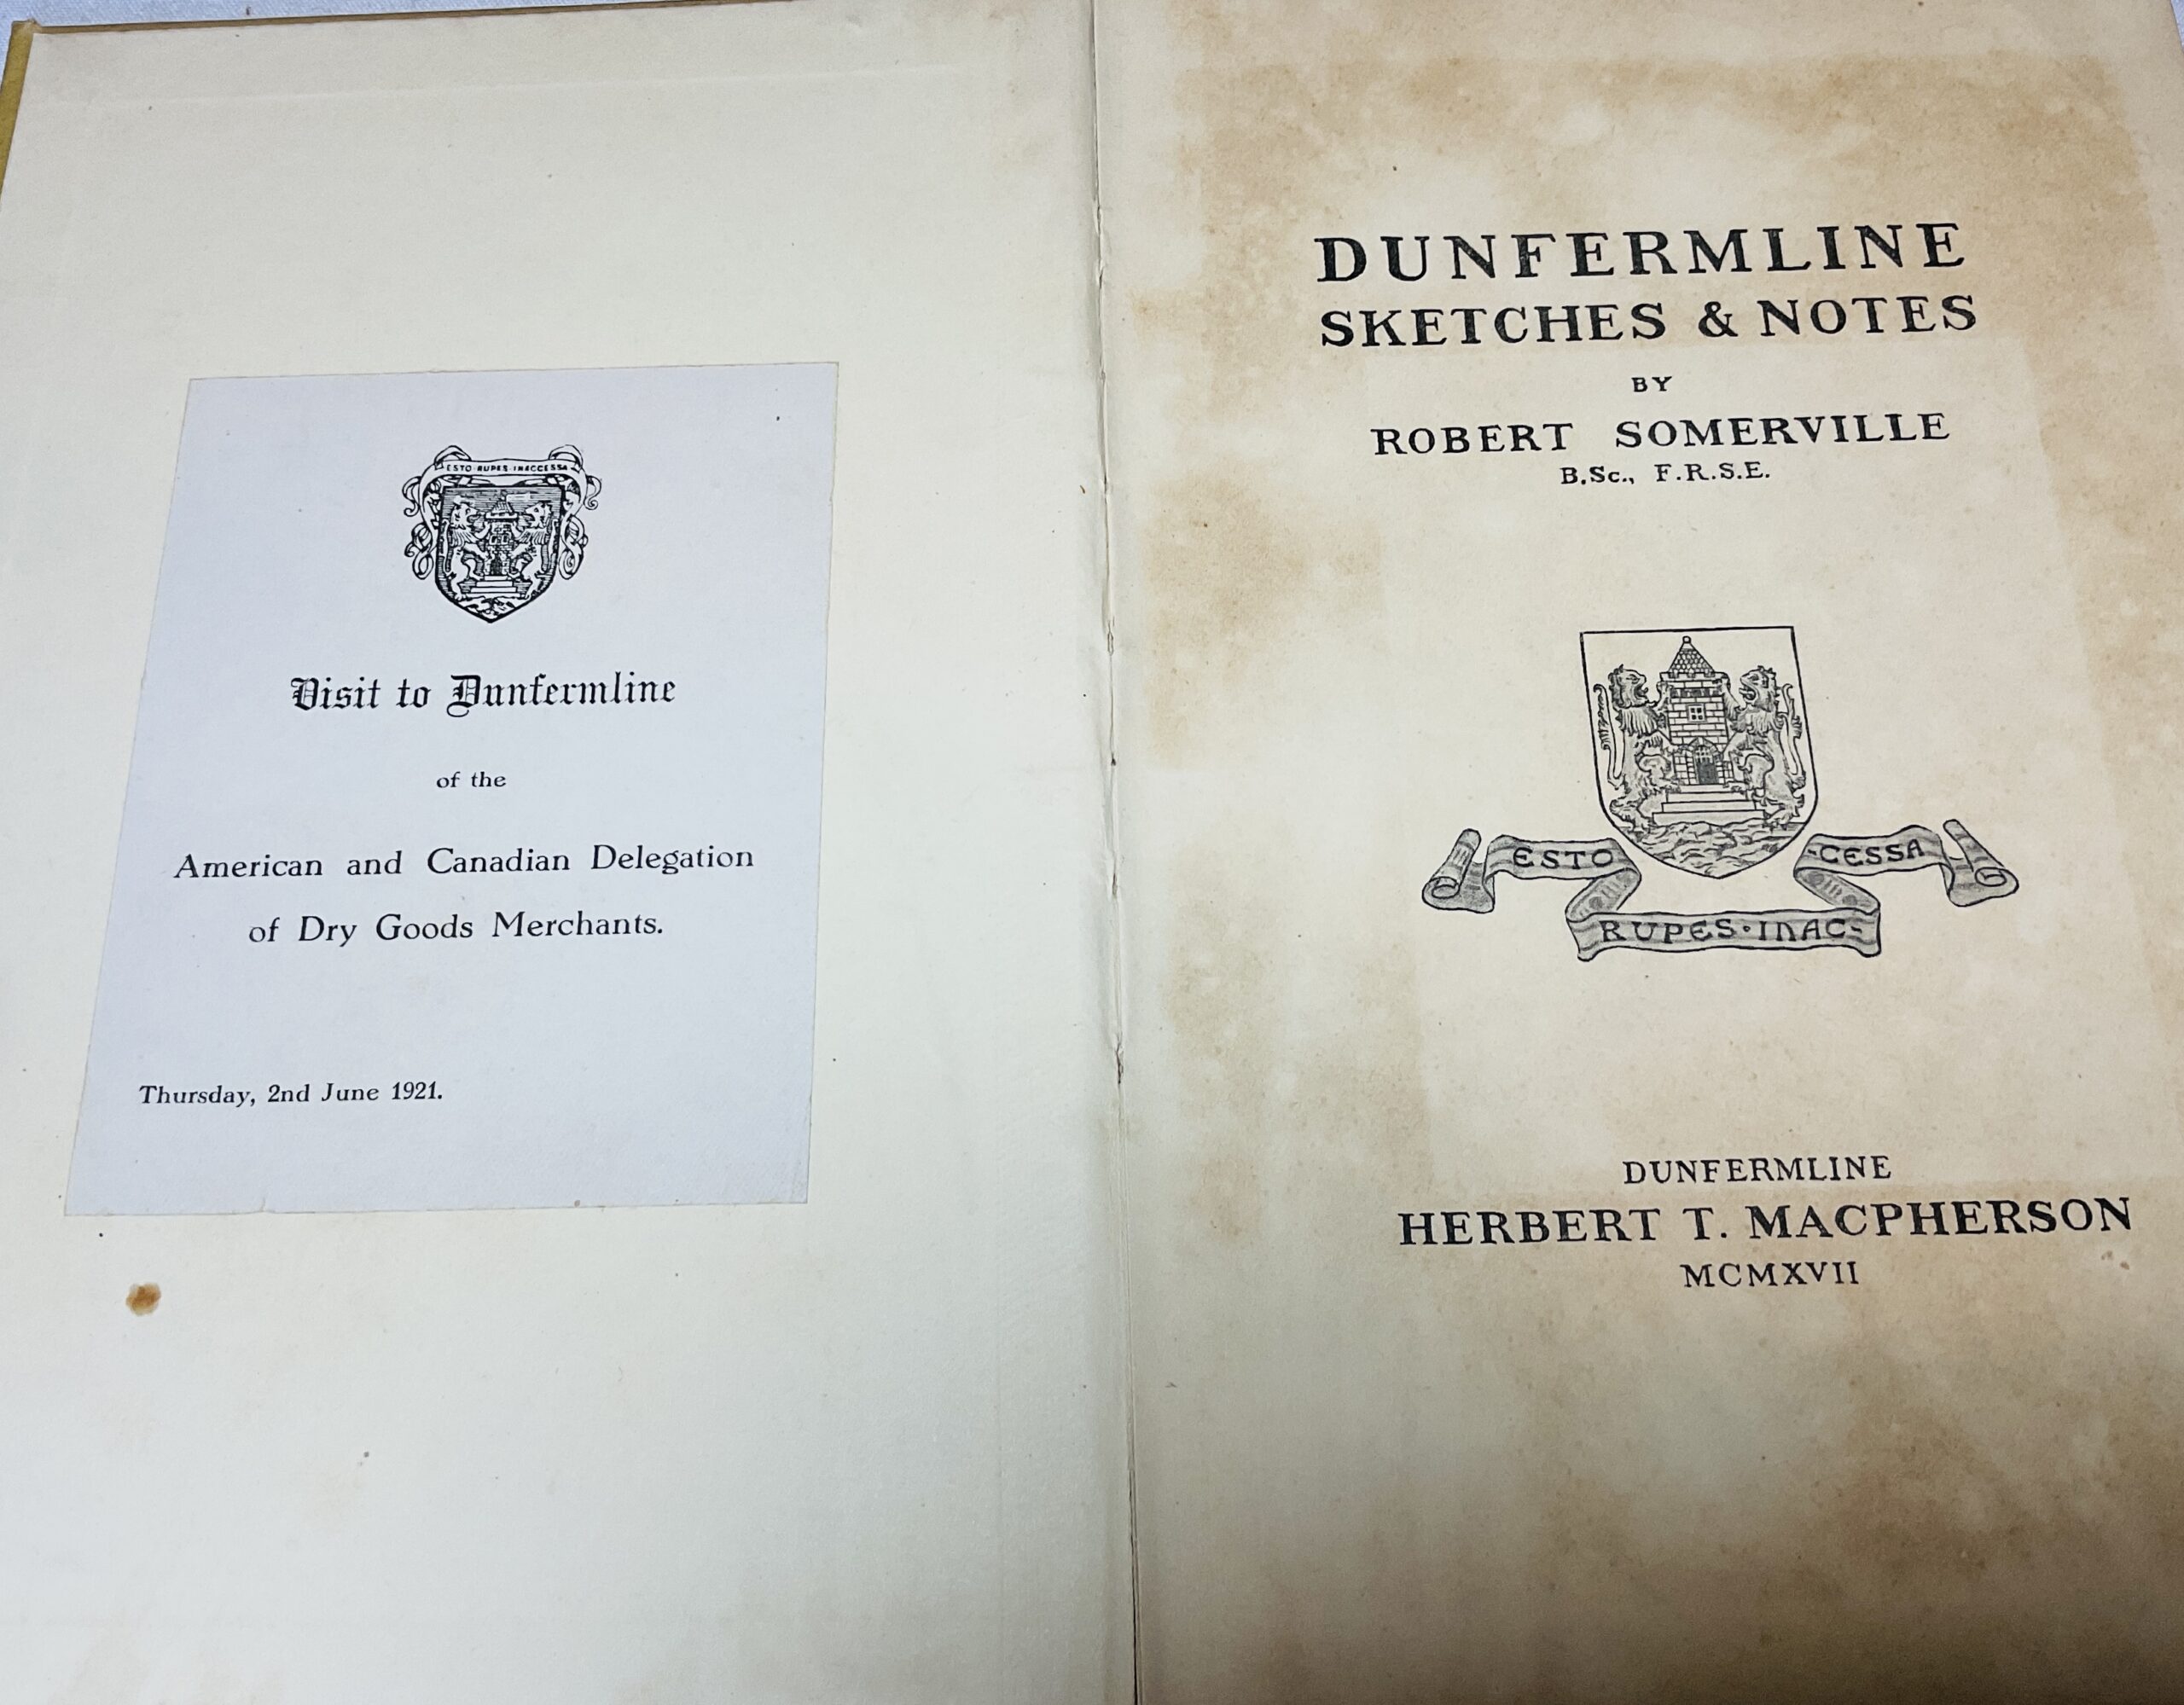 ESTO·RUPES·INACCESSA
Visit to Dunfermline
of the
American and Canadian Delegation
of Dry Goods Merchants.
Thursday, 2nd June 1921.
DUNFERMLINE
SKETCHES & NOTES
BY
ROBERT SOMERVILLE
B.Sc., F.R.S.E.
ESTO
RUPES·INAC-
-CESSA
DUNFERMLINE
HERBERT T. MACPHERSON
MCMXVII